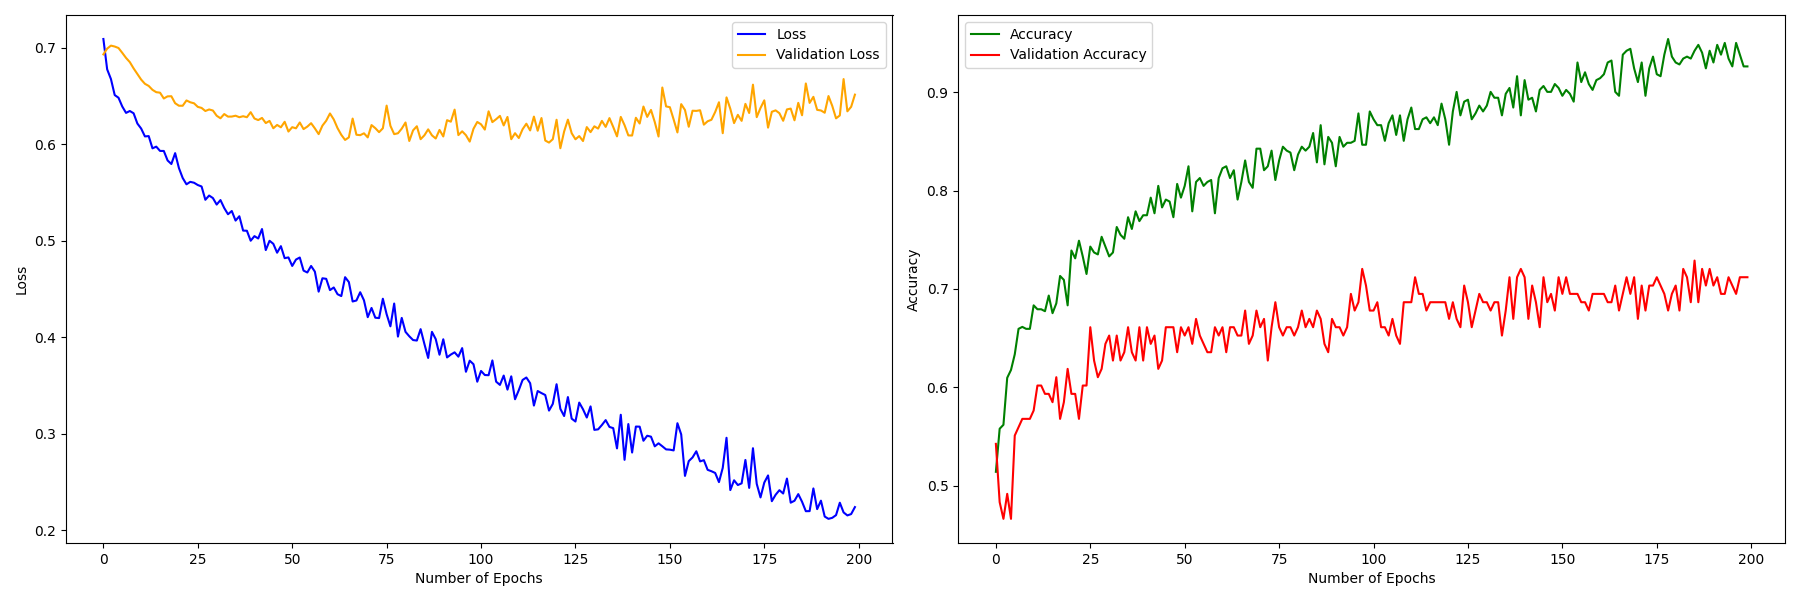 Loss
Validation Loss
0.7
0.6
0.5
0.4
0.3
0.2
Loss
0 25 50 75 100 125 150 175 200
Number of Epochs
Accuracy
Validation Accuracy
0.9
0.8
0.7
0.6
0.5
Accuracy
0 25 50 75 100 125 150 175 200
Number of Epochs